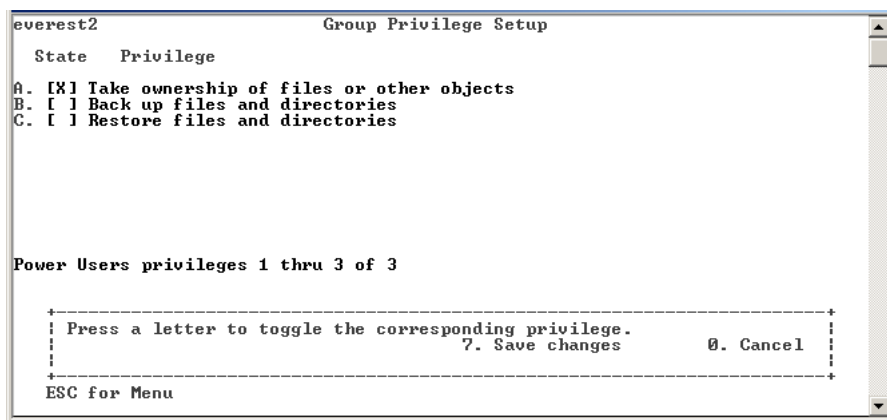 everest2 Group Privilege Setup
State Privilege
A. [X] Take ownership of files or other objects
B. [ ] Back up files and directories
C. [ ] Restore files and directories
Power Users privileges 1 thru 3 of 3
Press a letter to toggle the corresponding privilege.
7. Save changes 0. Cancel
ESC for Menu